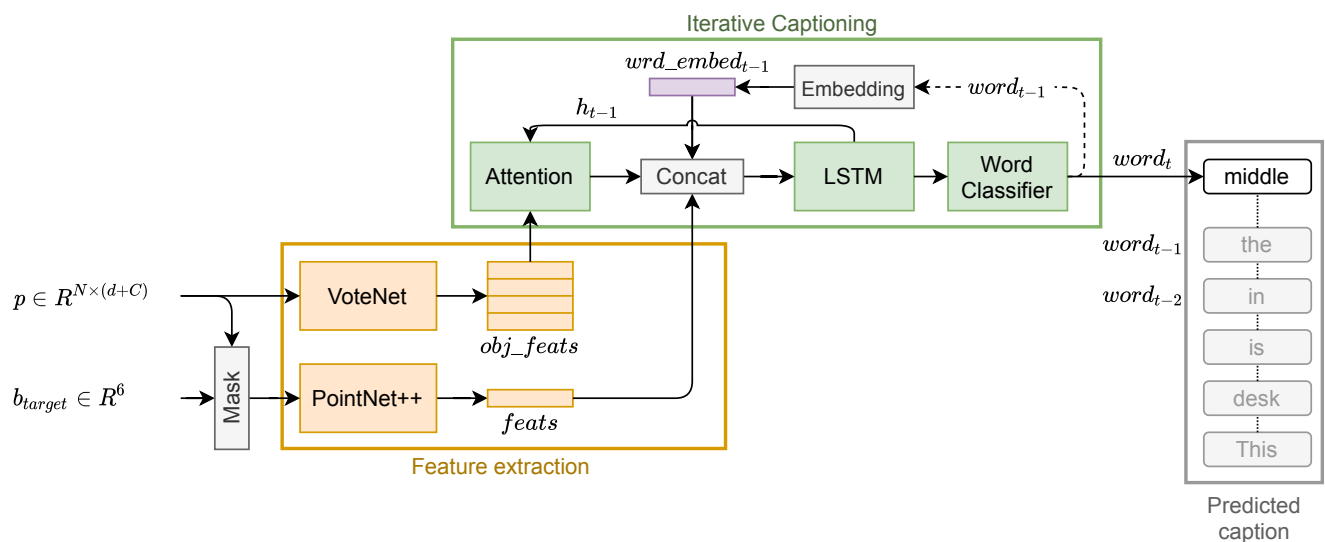 Iterative Captioning
wrd_embed_{t-1}
Embedding
word_{t-1}
h_{t-1}
Attention
Concat
LSTM
Word
Classifier
word_t
middle
word_{t-1}
the
word_{t-2}
in
is
desk
This
Predicted
caption
p ∈ R^{N×(d+C)}
VoteNet
obj_feats
b_{target} ∈ R^6
Mask
PointNet++
feats
Feature extraction